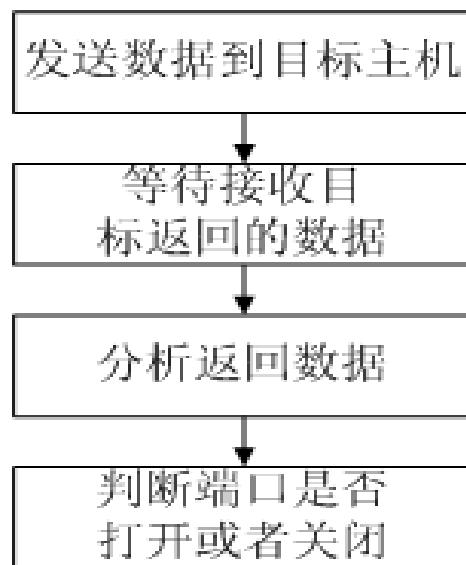 发送数据到目标主机
等待接收目
标返回的数据
分析返回数据
判断端口是否
打开或者关闭